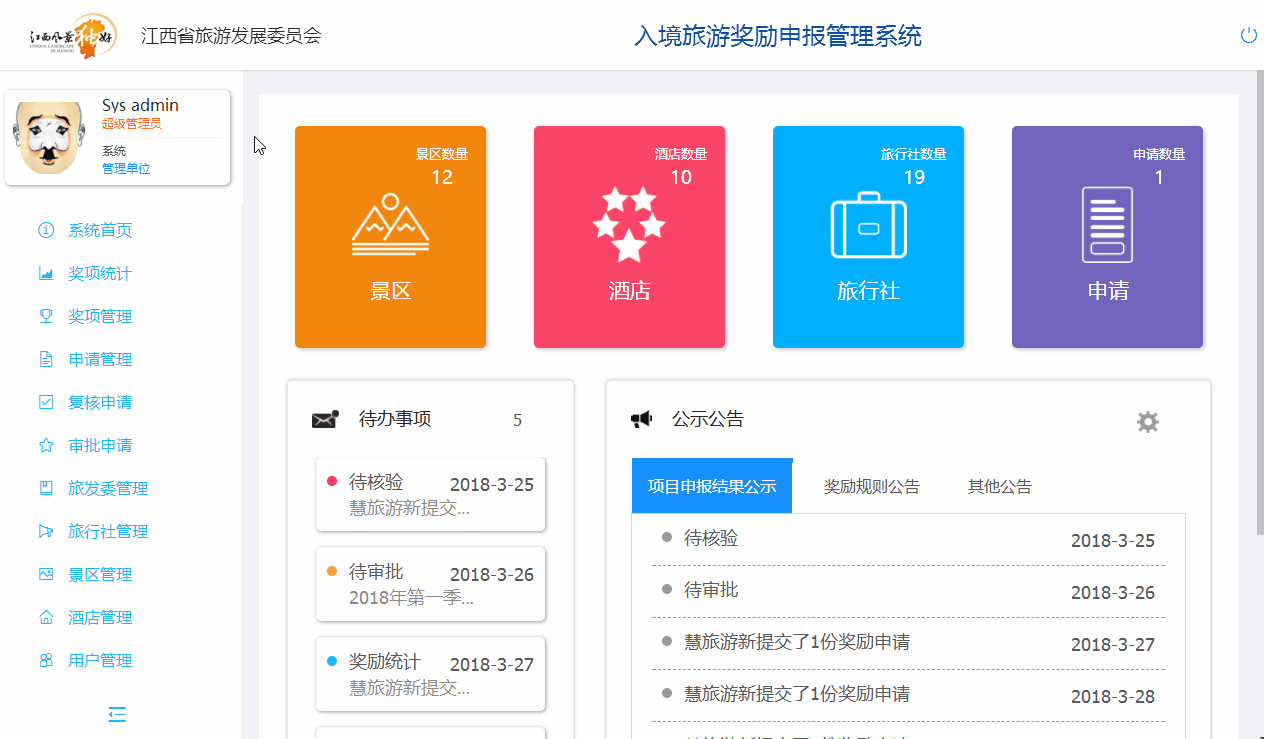 江西风景独好
UNIQUE LANDSCAPE
IN JIANGXI
江西省旅游发展委员会
入境旅游奖励申报管理系统
Sys admin
超级管理员
系统
管理单位
系统首页
奖项统计
奖项管理
申请管理
复核申请
审批申请
旅发委管理
旅行社管理
景区管理
酒店管理
用户管理
景区数量
12
景区
酒店数量
10
酒店
旅行社数量
19
旅行社
申请数量
1
申请
待办事项 5
待核验 2018-3-25
慧旅游新提交...
待审批 2018-3-26
2018年第一季...
奖励统计 2018-3-27
慧旅游新提交...
公示公告
项目申报结果公示 奖励规则公告 其他公告
待核验 2018-3-25
待审批 2018-3-26
慧旅游新提交了1份奖励申请 2018-3-27
慧旅游新提交了1份奖励申请 2018-3-28